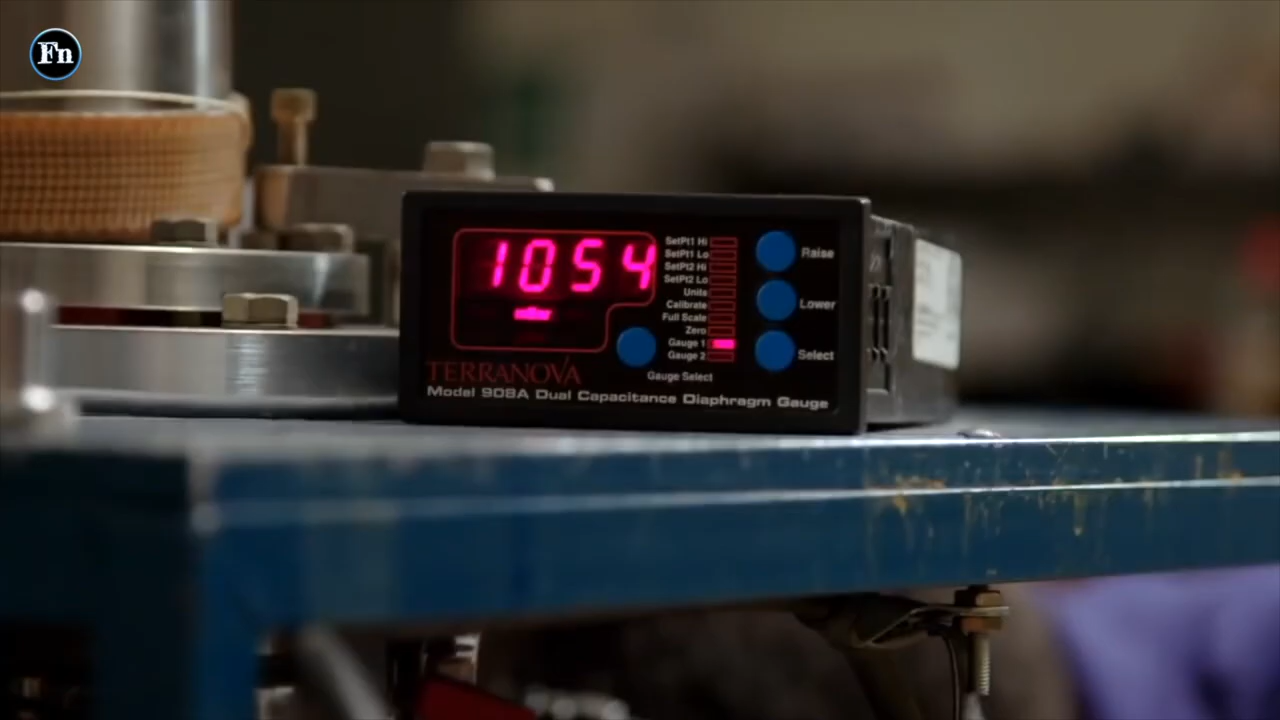 Fn
1054
mBar
SetPt1 Hi
SetPt1 Lo
SetPt2 Hi
SetPt2 Lo
Units
Calibrate
Full Scale
Zero
Gauge 1
Gauge 2
Raise
Lower
Select
Gauge Select
TERRANOVA
Model 908A Dual Capacitance Diaphragm Gauge